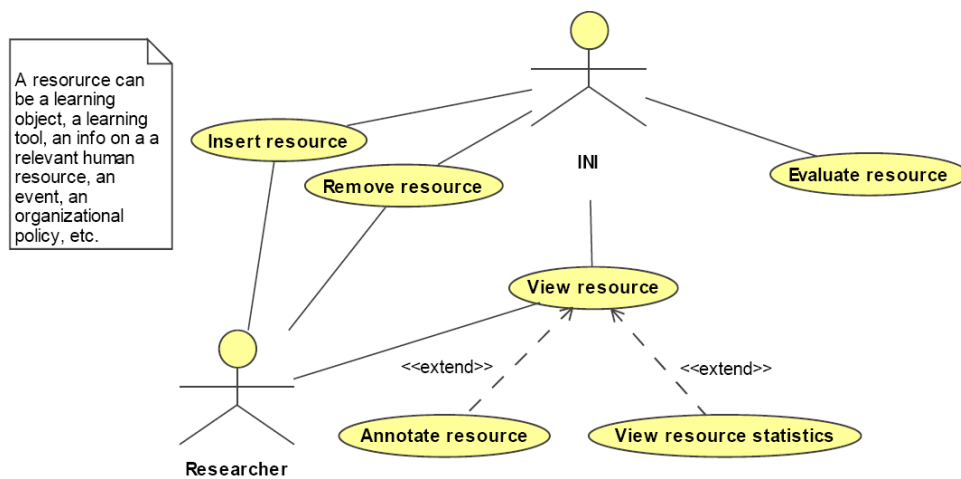 A resorurce can
be a learning
object, a learning
tool, an info on a a
relevant human
resource, an
event, an
organizational
policy, etc.
Insert resource
Remove resource
INI
Evaluate resource
View resource
<<extend>>
<<extend>>
Annotate resource
View resource statistics
Researcher